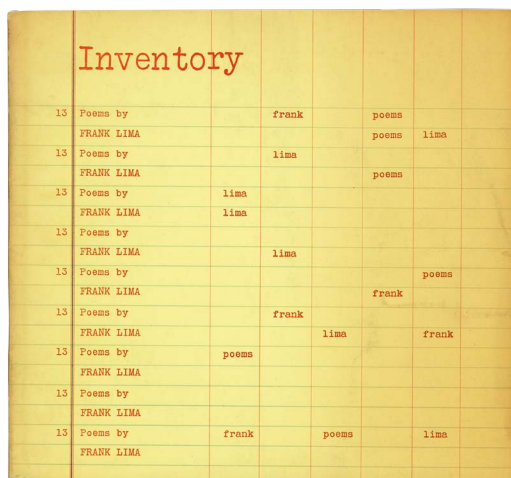 Inventory
13 Poems by frank poems
FRANK LIMA poems lima
13 Poems by lima
FRANK LIMA poems
13 Poems by lima
FRANK LIMA lima
13 Poems by
FRANK LIMA lima
13 Poems by poems
FRANK LIMA frank
13 Poems by frank
FRANK LIMA lima frank
13 Poems by poems
FRANK LIMA
13 Poems by
FRANK LIMA
13 Poems by frank poems lima
FRANK LIMA